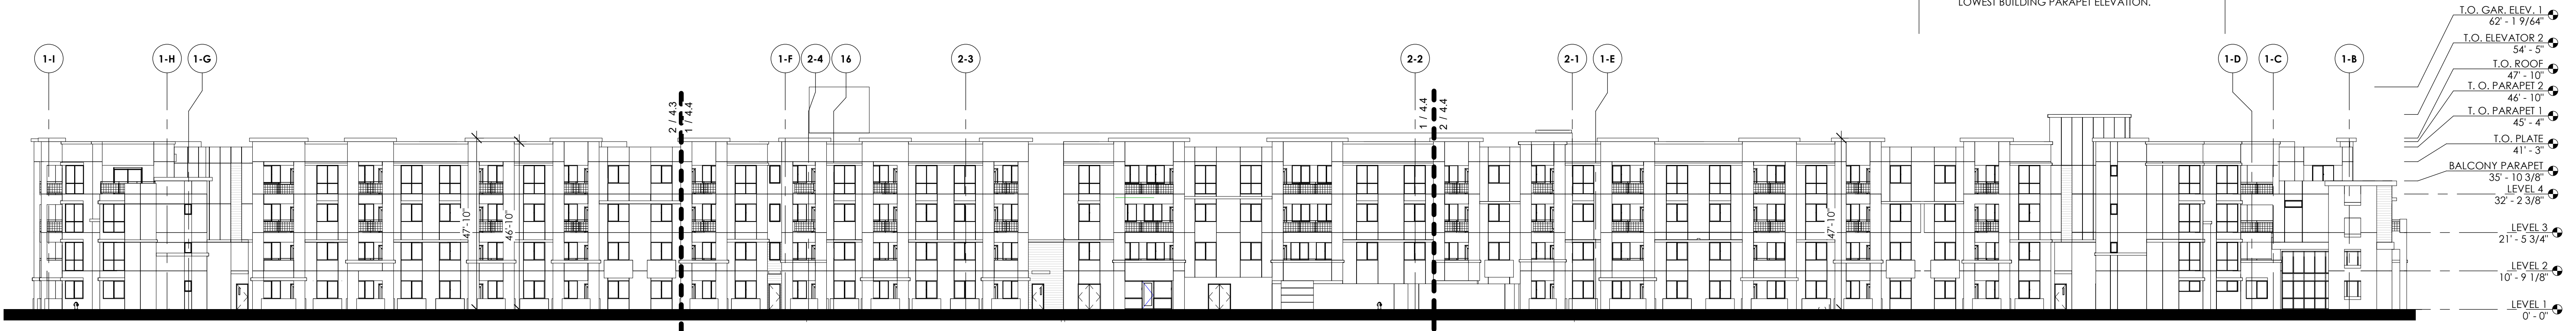 LOWEST BUILDING PARAPET ELEVATION.
T.O. GAR. ELEV. 1
62' - 1 9/64"
T.O. ELEVATOR 2
54' - 5"
T.O. ROOF
47' - 10"
T. O. PARAPET 2
46' - 10"
T. O. PARAPET 1
45' - 4"
T.O. PLATE
41' - 3"
BALCONY PARAPET
35' - 10 3/8"
LEVEL 4
32' - 2 3/8"
LEVEL 3
21' - 5 3/4"
LEVEL 2
10' - 9 1/8"
LEVEL 1
0' - 0"
1-I
1-H
1-G
1-F
2-4
16
2-3
2-2
2-1
1-E
1-D
1-C
1-B
2 / 4.3
1 / 4.4
1 / 4.4
2 / 4.4
47'-10"
46'-10"
47'-10"